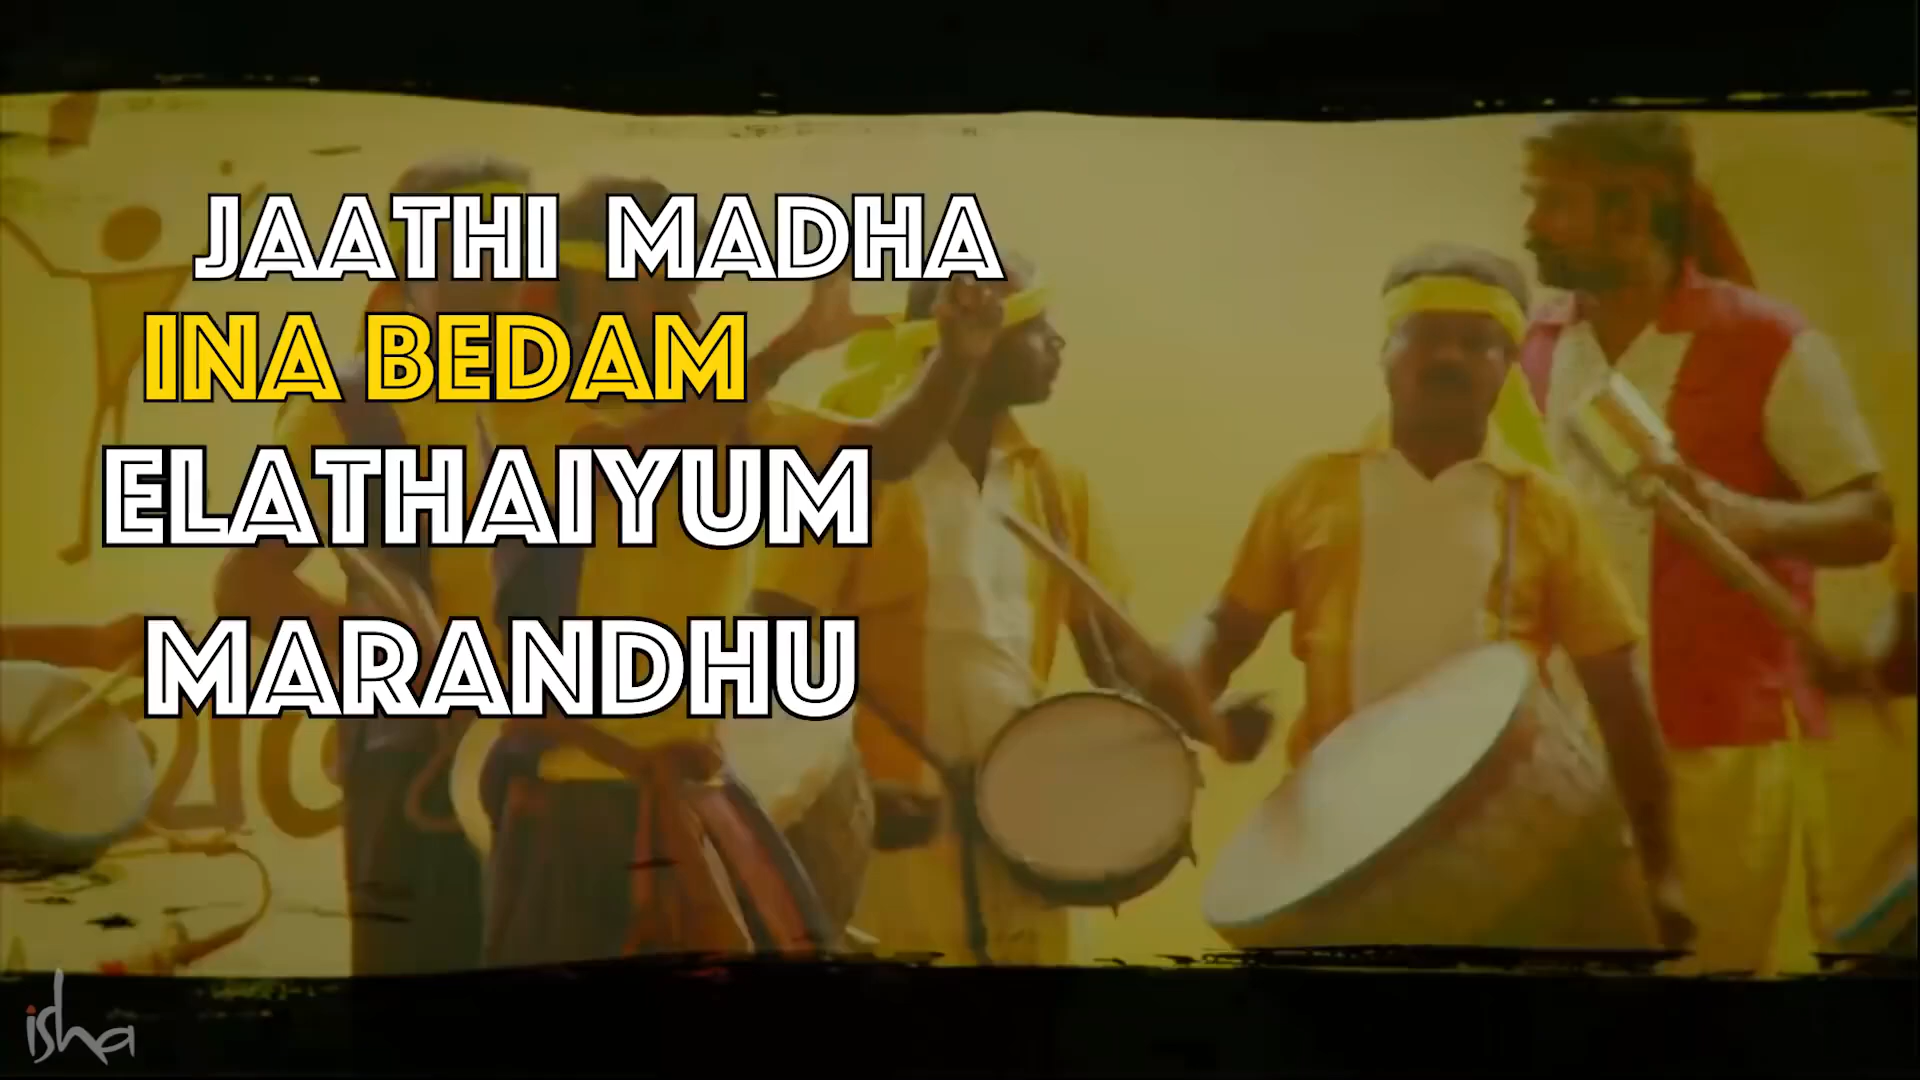 JAATHI MADHA
INA BEDAM
ELATHAIYUM
MARANDHU
isha